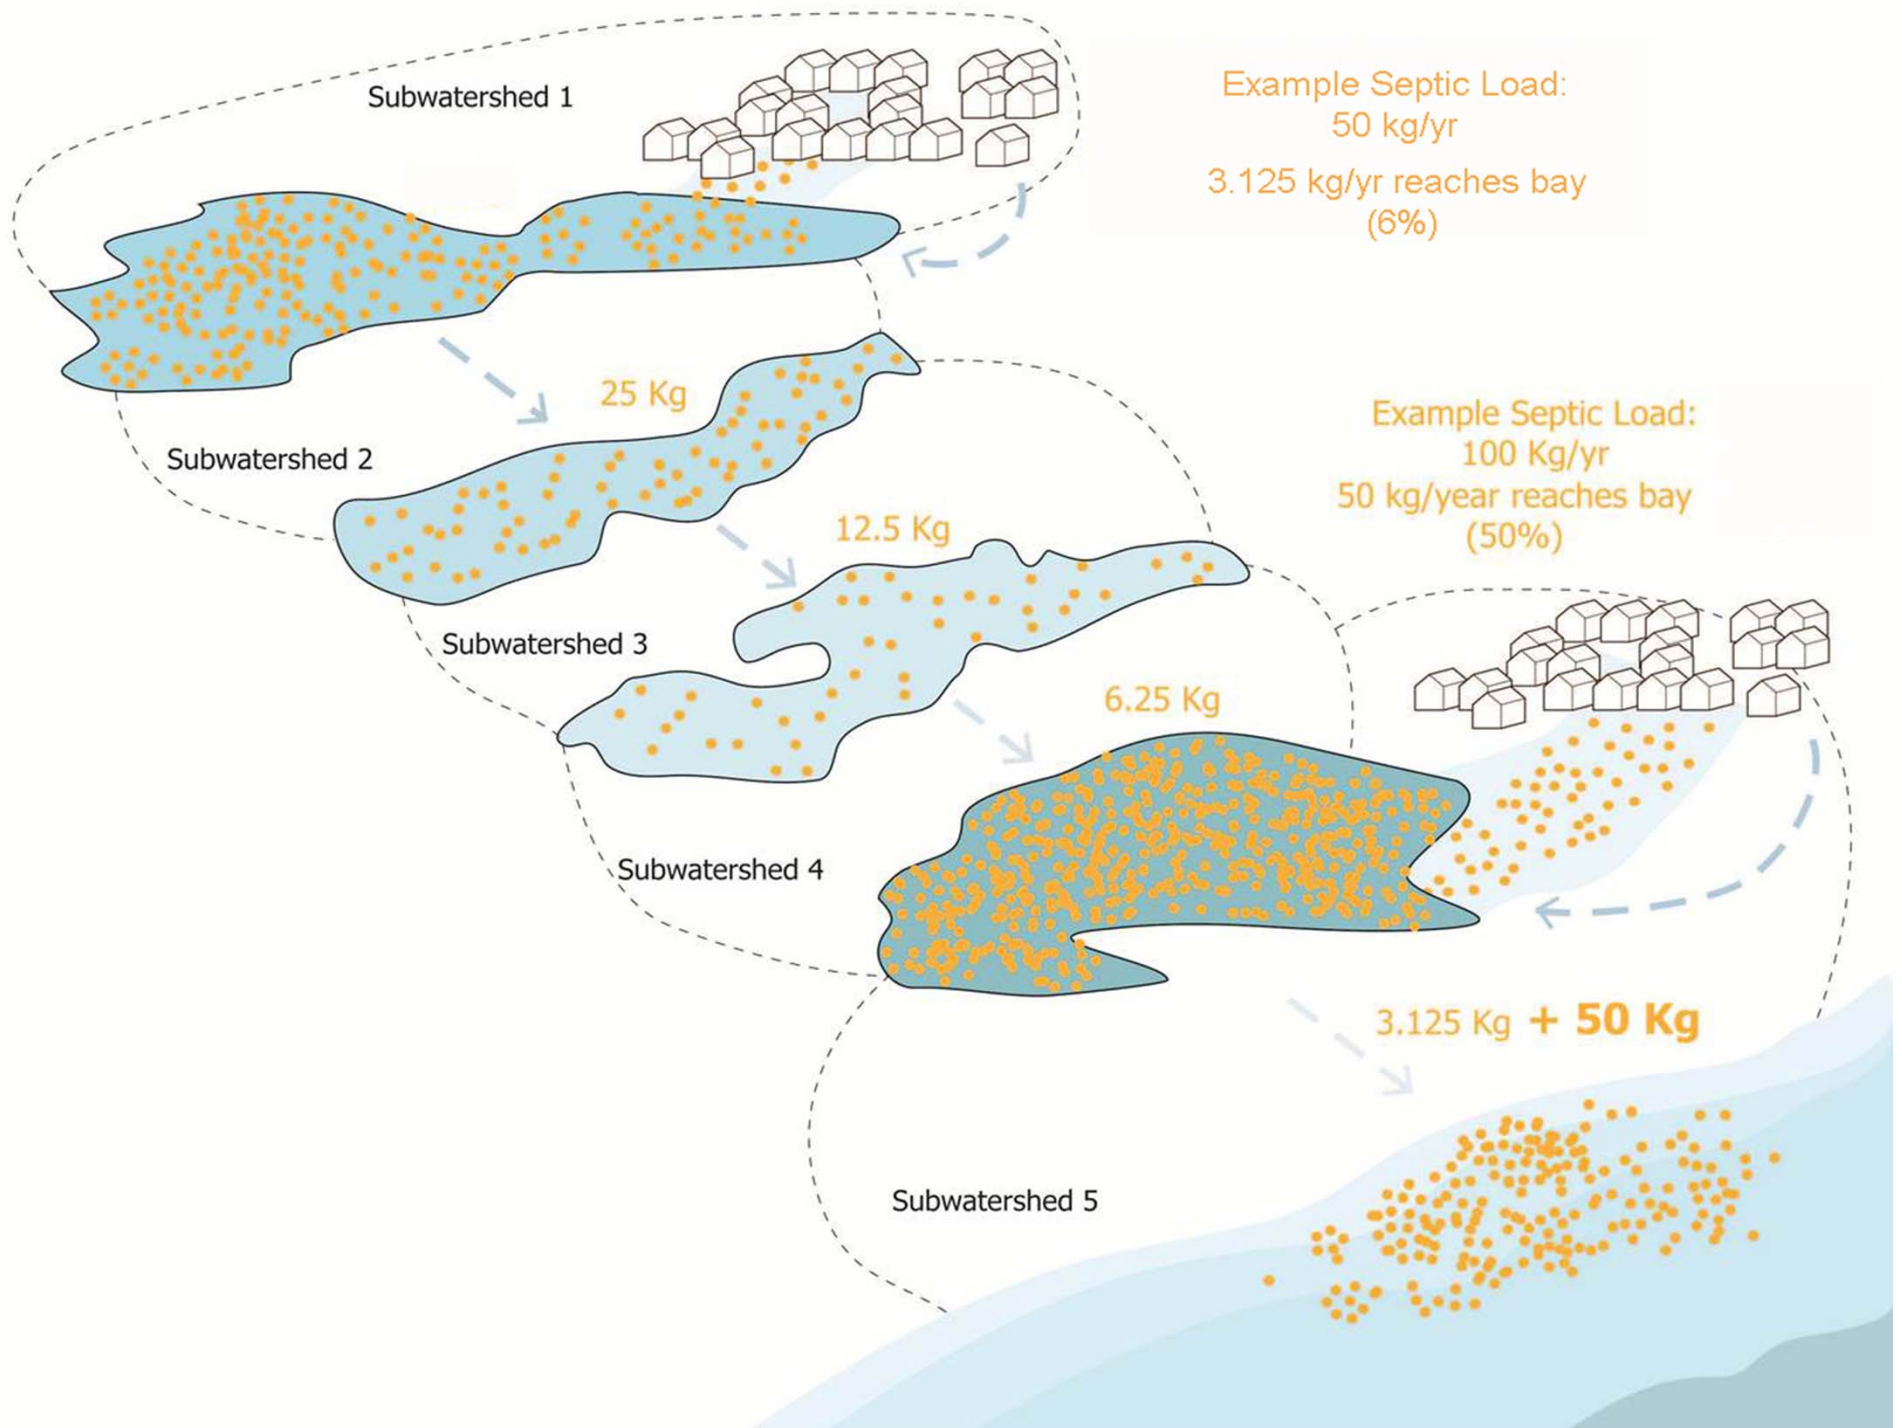 Subwatershed 1
Example Septic Load:
50 kg/yr
3.125 kg/yr reaches bay
(6%)
25 Kg
Subwatershed 2
Example Septic Load:
100 Kg/yr
50 kg/year reaches bay
(50%)
12.5 Kg
Subwatershed 3
6.25 Kg
Subwatershed 4
3.125 Kg + 50 Kg
Subwatershed 5